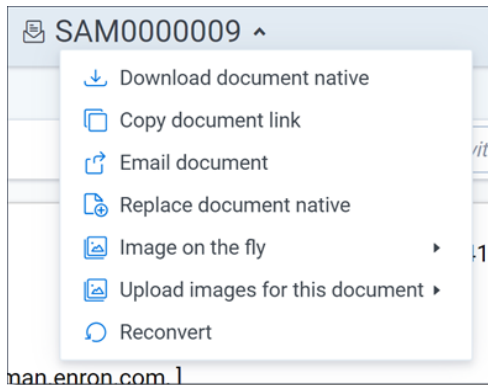 SAM0000009
Download document native
Copy document link
Email document
Replace document native
Image on the fly
Upload images for this document
Reconvert
man.enron.com, ]